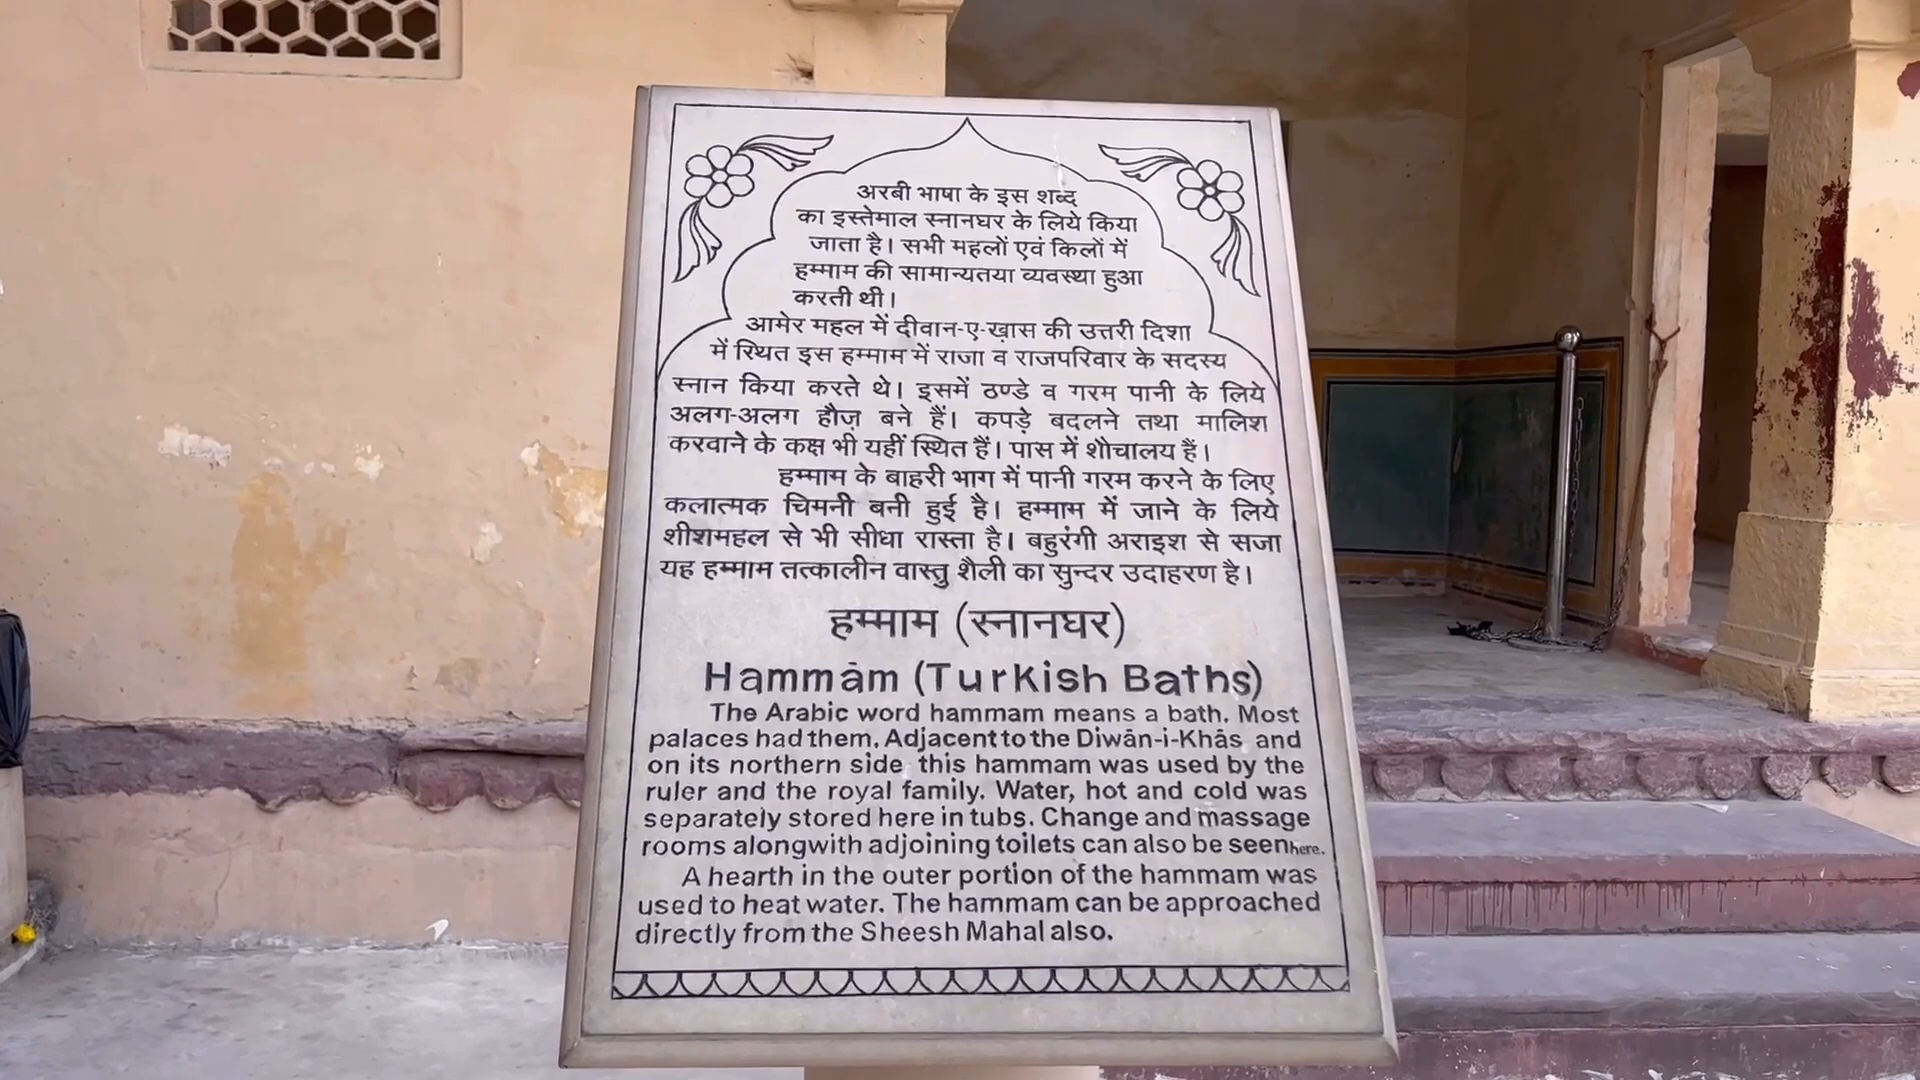 अरबी भाषा के इस शब्द
का इस्तेमाल स्नानघर के लिये किया
जाता है। सभी महलों एवं किलों में
हम्माम की सामान्यतया व्यवस्था हुआ
करती थी।
आमेर महल में दीवान-ए-ख़ास की उत्तरी दिशा
में स्थित इस हम्माम में राजा व राजपरिवार के सदस्य
स्नान किया करते थे। इसमें ठण्डे व गरम पानी के लिये
अलग-अलग हौज़ बने हैं। कपड़े बदलने तथा मालिश
करवाने के कक्ष भी यहीं स्थित हैं। पास में शौचालय हैं।
हम्माम के बाहरी भाग में पानी गरम करने के लिए
कलात्मक चिमनी बनी हुई है। हम्माम में जाने के लिये
शीशमहल से भी सीधा रास्ता है। बहुरंगी अराइश से सजा
यह हम्माम तत्कालीन वास्तु शैली का सुन्दर उदाहरण है।
हम्माम (स्नानघर)
Hammām (Turkish Baths)
The Arabic word hammam means a bath. Most
palaces had them. Adjacent to the Diwān-i-Khās, and
on its northern side, this hammam was used by the
ruler and the royal family. Water, hot and cold was
separately stored here in tubs. Change and massage
rooms alongwith adjoining toilets can also be seen here.
A hearth in the outer portion of the hammam was
used to heat water. The hammam can be approached
directly from the Sheesh Mahal also.